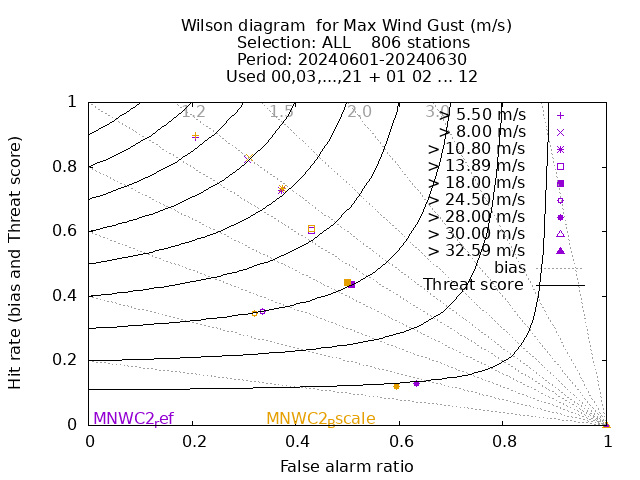 Wilson diagram  for Max Wind Gust (m/s)
Selection: ALL    806 stations
Period: 20240601-20240630
Used 00,03,...,21 + 01 02 ... 12
Hit rate (bias and Threat score)
1
0.8
0.6
0.4
0.2
0
1.2 1.5 2.0 3.0
> 5.50 m/s
> 8.00 m/s
> 10.80 m/s
> 13.89 m/s
> 18.00 m/s
> 24.50 m/s
> 28.00 m/s
> 30.00 m/s
> 32.59 m/s
bias
Threat score
MNWC2ref MNWC2Bscale
0 0.2 0.4 0.6 0.8 1
False alarm ratio